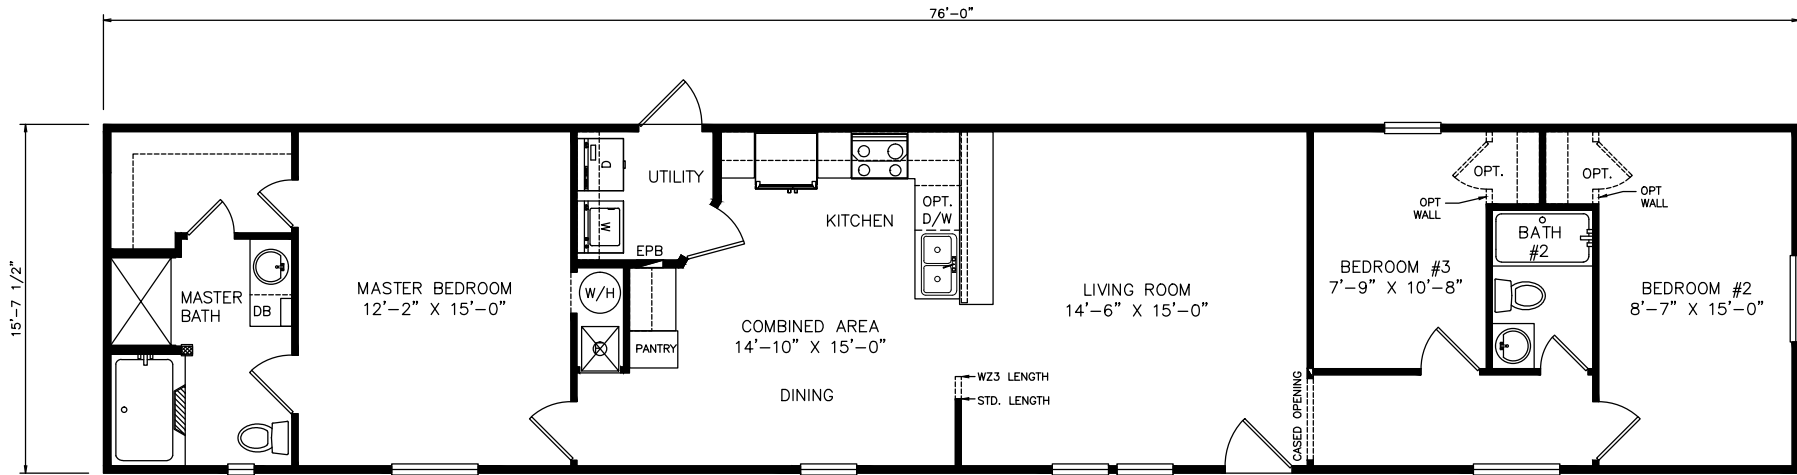 76'-0"
15'-7 1/2"
MASTER
BATH
DB
MASTER BEDROOM
12'-2" X 15'-0"
D
W
UTILITY
EPB
W/H
PANTRY
KITCHEN
OPT.
D/W
COMBINED AREA
14'-10" X 15'-0"
DINING
WZ3 LENGTH
STD. LENGTH
LIVING ROOM
14'-6" X 15'-0"
CASED OPENING
OPT.
OPT
WALL
BEDROOM #3
7'-9" X 10'-8"
BATH
#2
OPT.
OPT
WALL
BEDROOM #2
8'-7" X 15'-0"